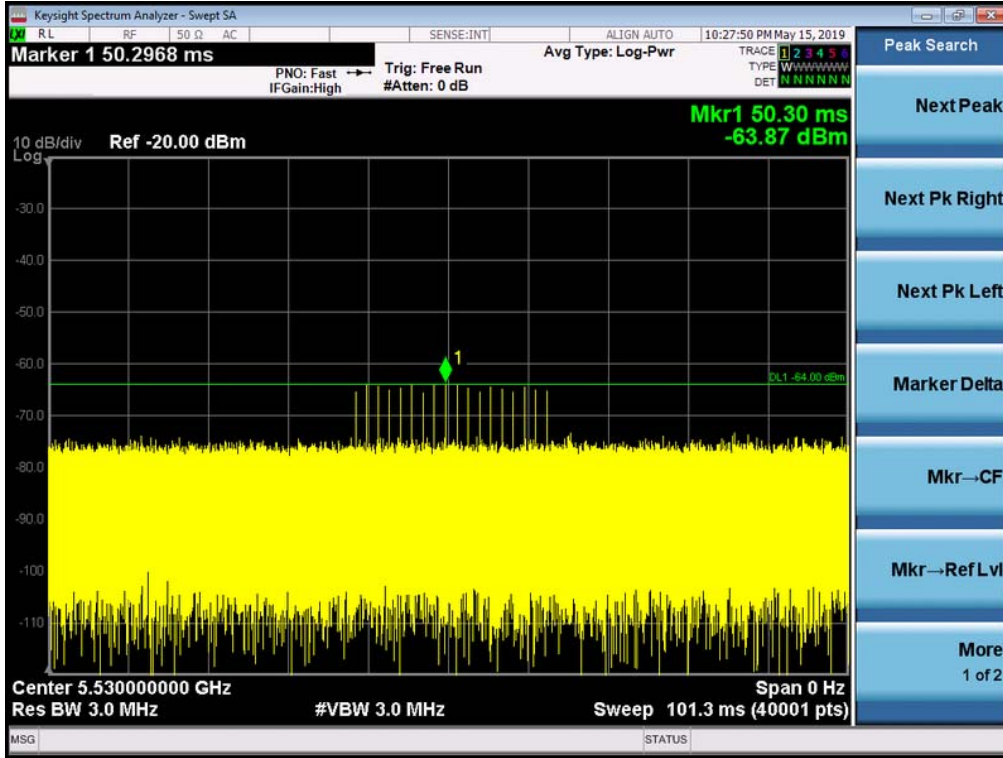 Keysight Spectrum Analyzer - Swept SA
LXI RL RF 50 Ω AC SENSE:INT ALIGN AUTO 10:27:50 PM May 15, 2019
Marker 1 50.2968 ms
PNO: Fast
IFGain:High
Trig: Free Run
#Atten: 0 dB
Avg Type: Log-Pwr
TRACE 1 2 3 4 5 6
TYPE W W W W W W
DET N N N N N N
Peak Search
Mkr1 50.30 ms
-63.87 dBm
10 dB/div Ref -20.00 dBm
Log
-30.0
-40.0
-50.0
-60.0
-70.0
-80.0
-90.0
-100
-110
1
DL1 -64.00 dBm
Center 5.530000000 GHz Span 0 Hz
Res BW 3.0 MHz #VBW 3.0 MHz Sweep 101.3 ms (40001 pts)
MSG STATUS
Next Peak
Next Pk Right
Next Pk Left
Marker Delta
Mkr→CF
Mkr→Ref Lvl
More
1 of 2